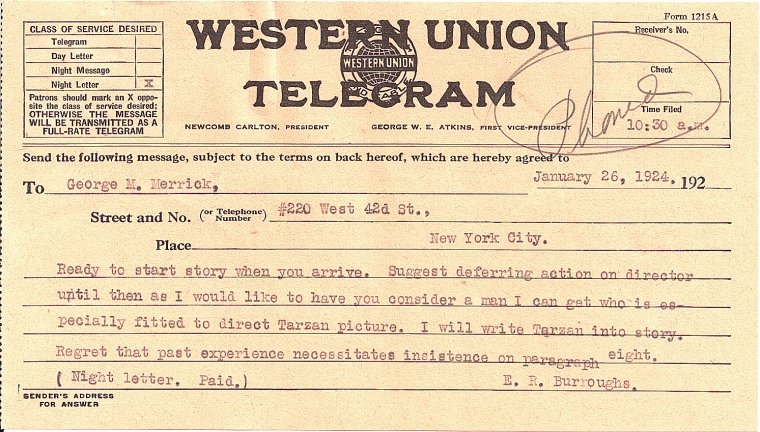 Form 1215A
CLASS OF SERVICE DESIRED
Telegram
Day Letter
Night Message
Night Letter X
Patrons should mark an X oppo-
site the class of service desired;
OTHERWISE THE MESSAGE
WILL BE TRANSMITTED AS A
FULL-RATE TELEGRAM
WESTERN UNION
WESTERN UNION
TELEGRAM
NEWCOMB CARLTON, PRESIDENT GEORGE W. E. ATKINS, FIRST VICE-PRESIDENT
Receiver's No.
Check
Time Filed
10:30 a.m.
Phoned
Send the following message, subject to the terms on back hereof, which are hereby agreed to
January 26, 1924. 192
To George M. Merrick,
Street and No. (or Telephone Number) #220 West 42d St.,
Place New York City.
Ready to start story when you arrive. Suggest deferring action on director
until then as I would like to have you consider a man I can get who is es-
pecially fitted to direct Tarzan picture. I will write Tarzan into story.
Regret that past experience necessitates insistence on paragraph eight.
( Night letter. Paid.) E. R. Burroughs.
SENDER'S ADDRESS
FOR ANSWER